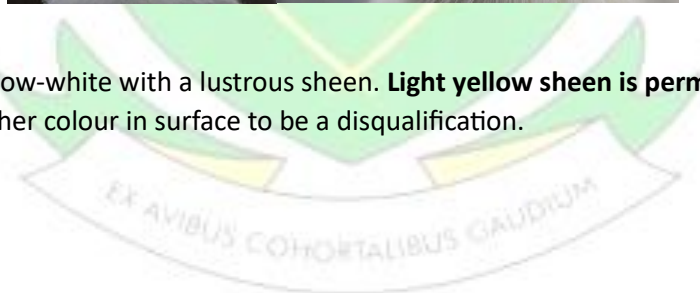 ow-white with a lustrous sheen. Light yellow sheen is perm
her colour in surface to be a disqualification.
EX AVIBUS COHORTALIBUS GAUDIUM